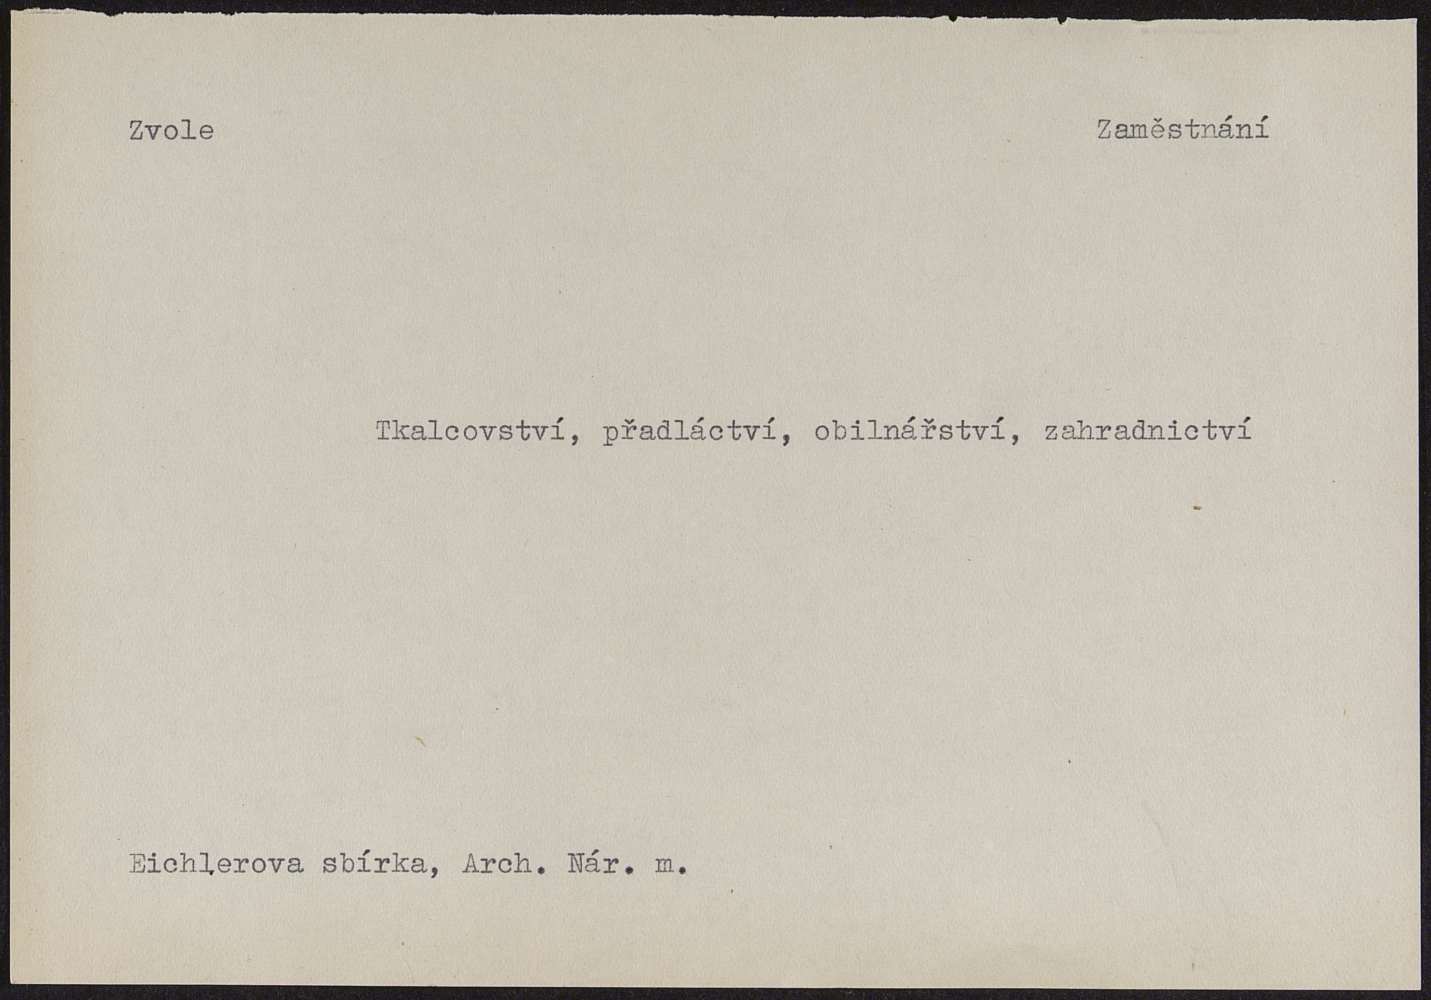 Zvole
Zaměstnání
Tkalcovství, přadláctví, obilnářství, zahradnictví
Eichlerova sbírka, Arch. Nár. m.